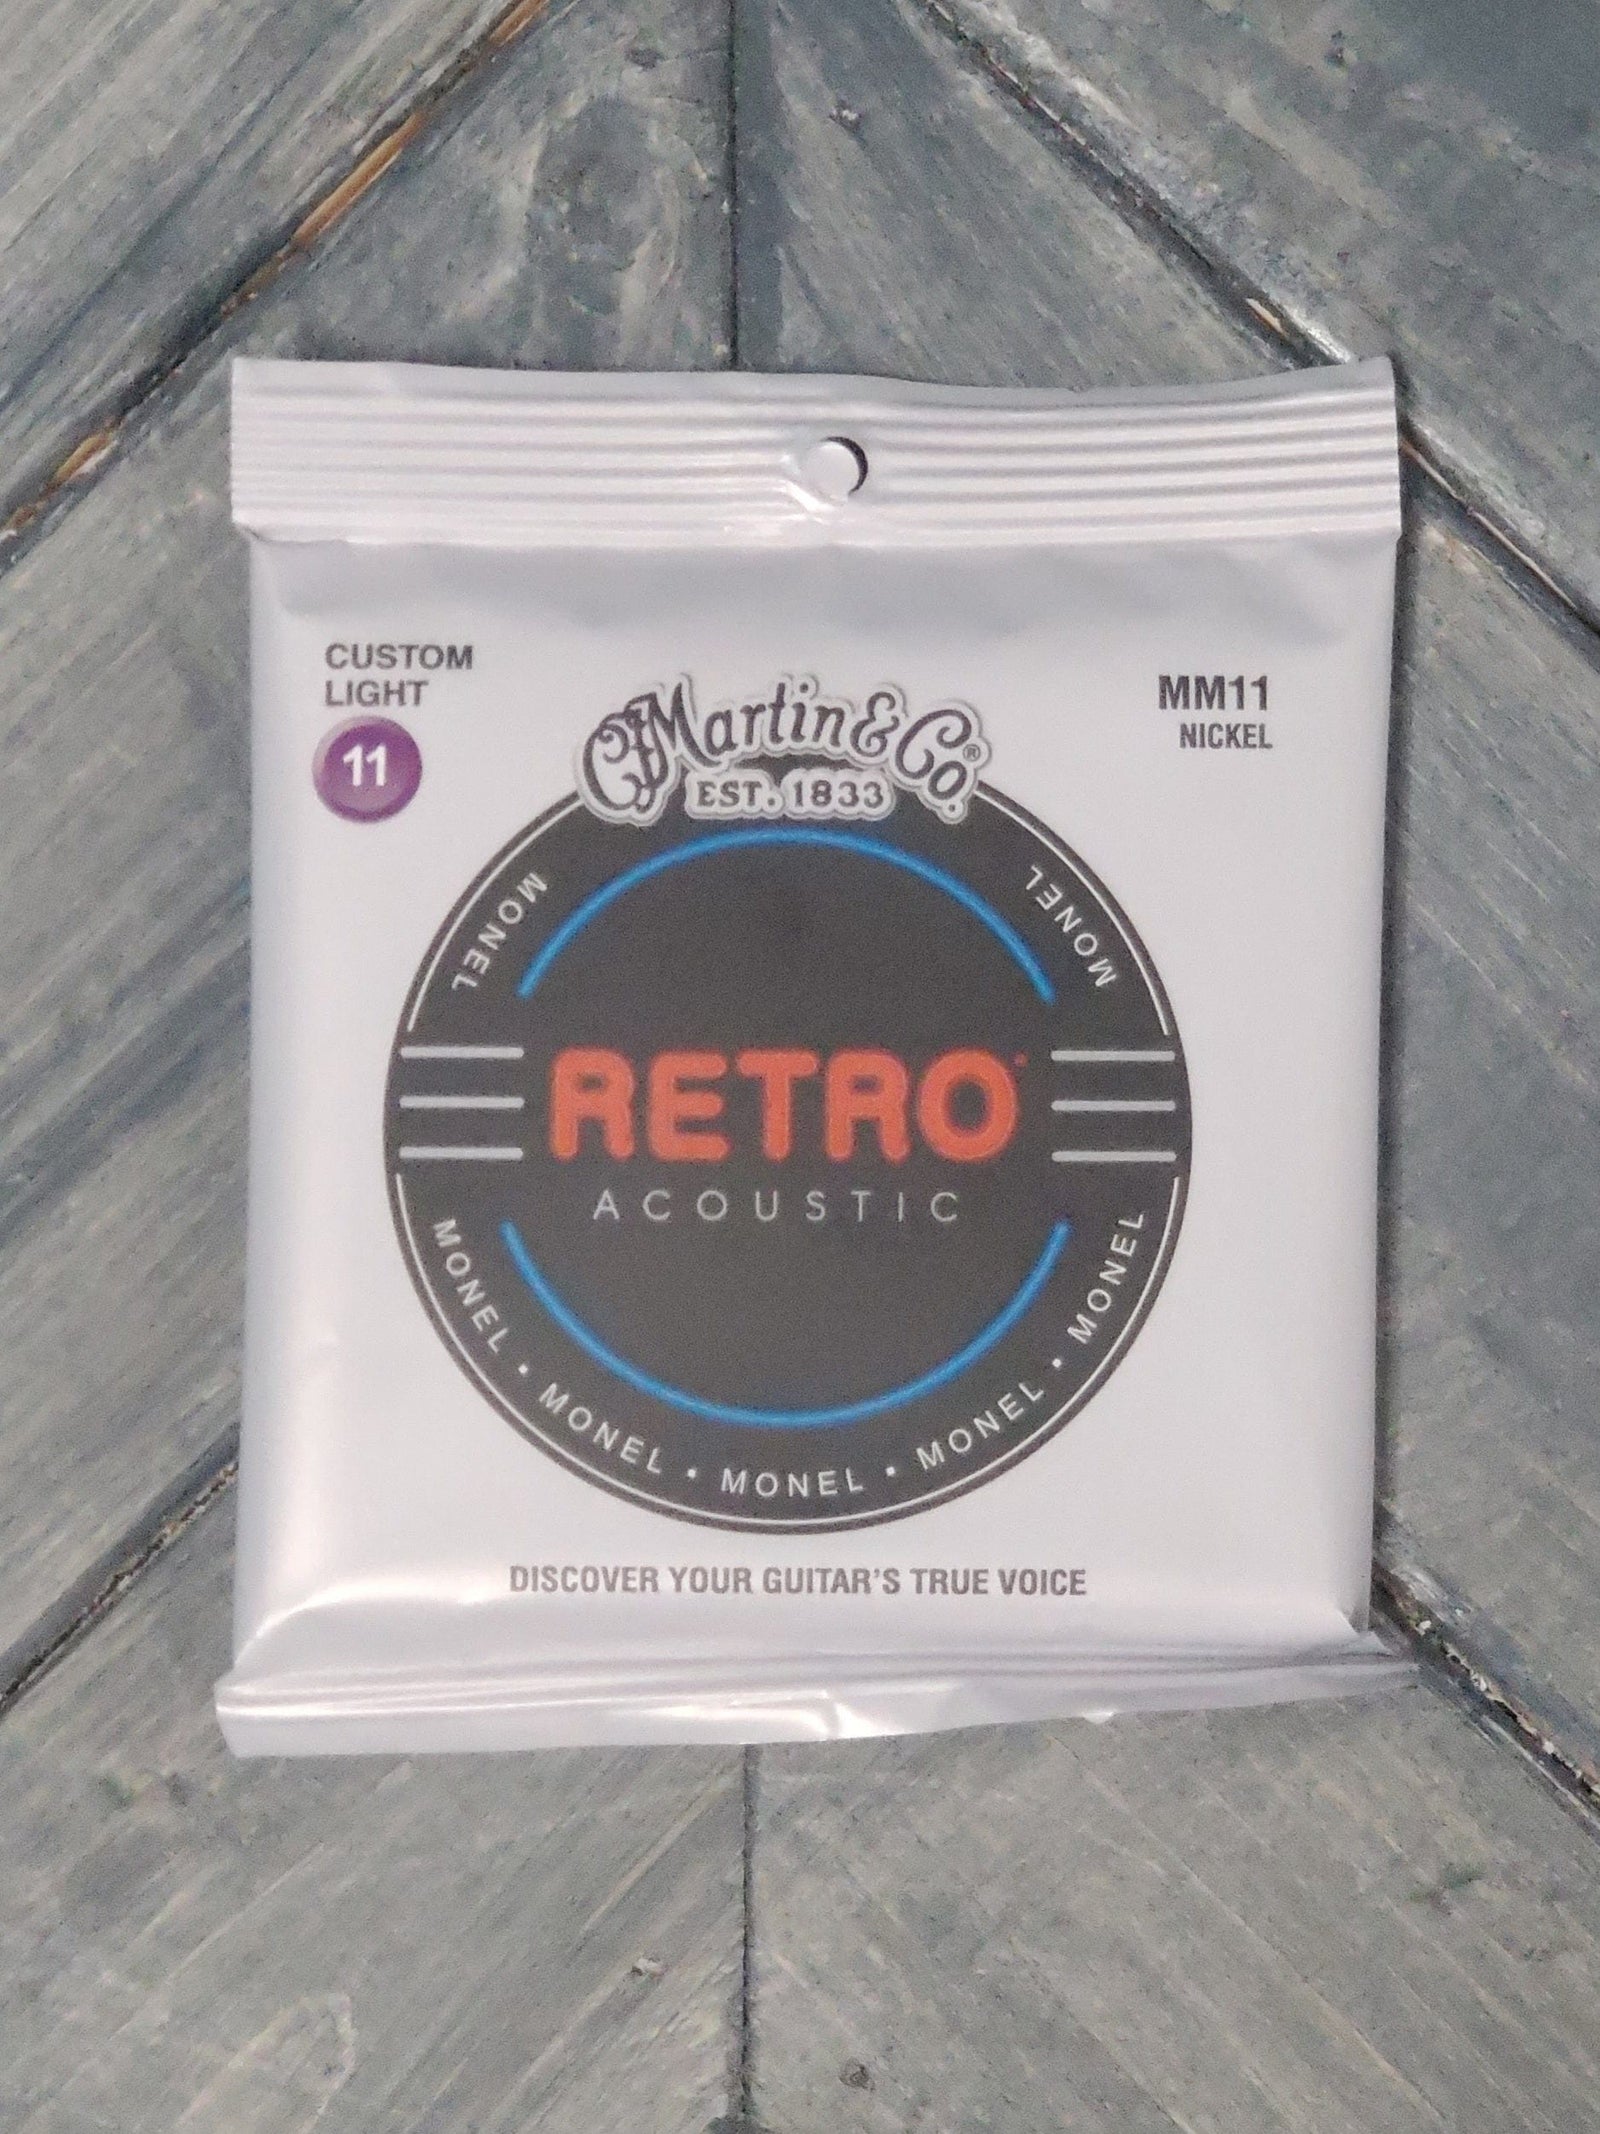 CUSTOM
LIGHT
11
CF Martin & Co.®
EST. 1833
MM11
NICKEL
MONEL
MONEL
RETRO
ACOUSTIC
MONEL • MONEL • MONEL • MONEL • MONEL
DISCOVER YOUR GUITAR'S TRUE VOICE